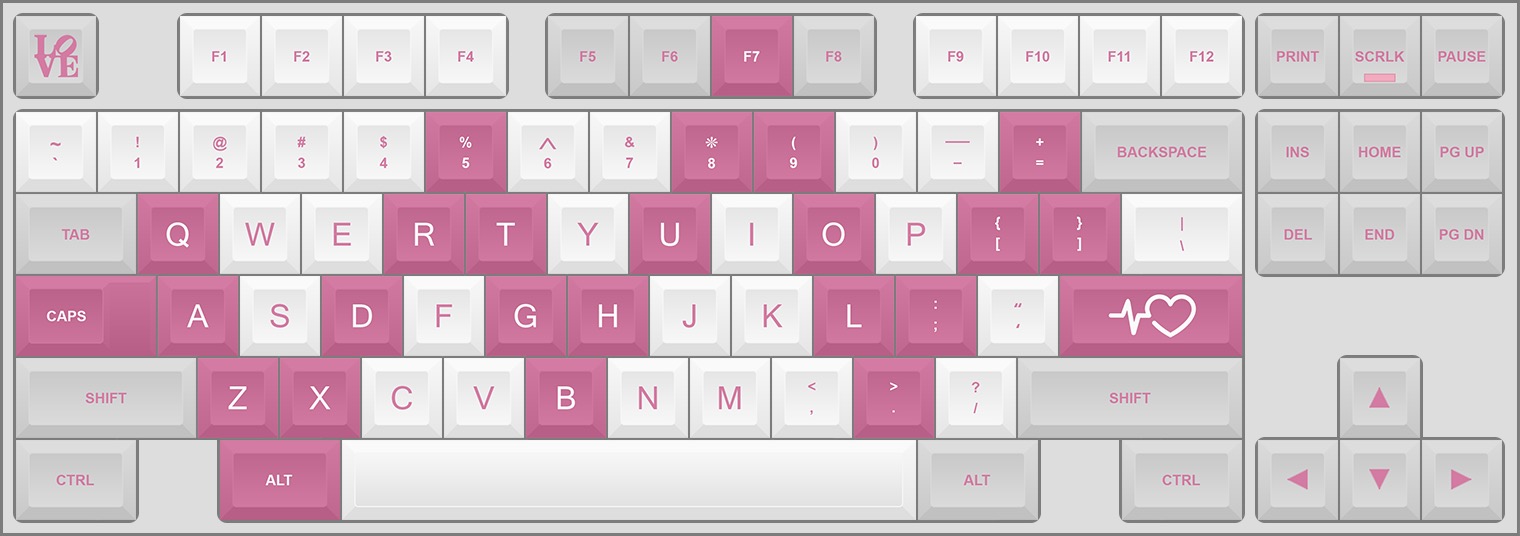 LOVE F1 F2 F3 F4 F5 F6 F7 F8 F9 F10 F11 F12 PRINT SCRLK PAUSE
~ ! @ # $ % ^ & * ( ) — +
` 1 2 3 4 5 6 7 8 9 0 – = BACKSPACE INS HOME PG UP
TAB Q W E R T Y U I O P { } |
[ ] \ DEL END PG DN
CAPS A S D F G H J K L : “
; ‘
SHIFT Z X C V B N M < > ? SHIFT
, . /
CTRL ALT ALT CTRL